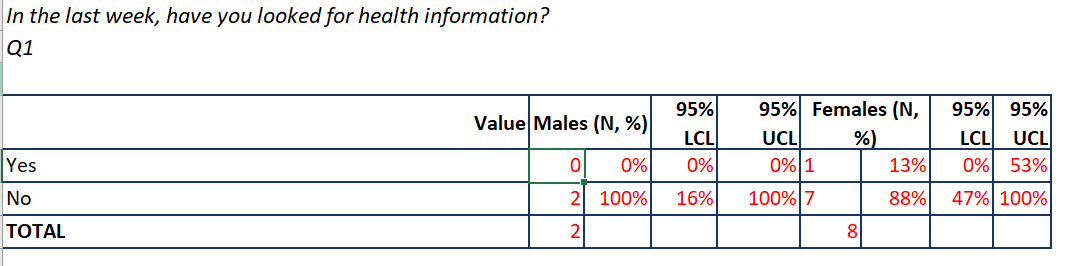 In the last week, have you looked for health information?
Q1
Value Males (N, %) 95% LCL 95% UCL Females (N, %) 95% LCL 95% UCL
Yes 0 0% 0% 0% 1 13% 0% 53%
No 2 100% 16% 100% 7 88% 47% 100%
TOTAL 2 8